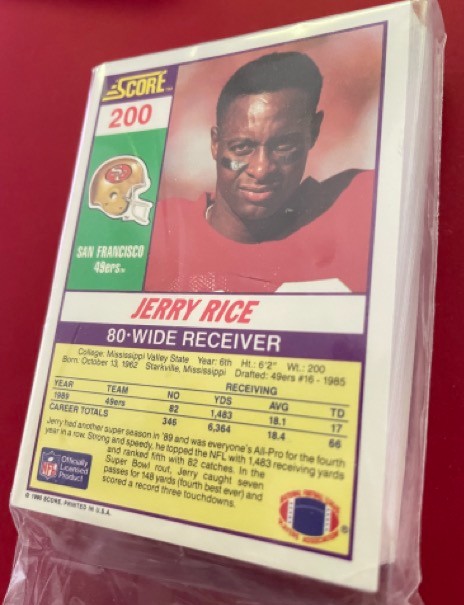 SCORE
200
SAN FRANCISCO
49ers
JERRY RICE
80•WIDE RECEIVER
College: Mississippi Valley State Year: 6th Ht.: 6'2" Wt.: 200
Born: October 13, 1962 Starkville, Mississippi Drafted: 49ers #16 - 1985
RECEIVING
YEAR TEAM NO YDS AVG TD
1989 49ers 82 1,483 18.1 17
CAREER TOTALS 346 6,364 18.4 66
Jerry had another super season in '89 and was everyone's All-Pro for the fourth
year in a row. Strong and speedy, he topped the NFL with 1,483 receiving yards
and ranked fifth with 82 catches. In the
Super Bowl rout, Jerry caught seven
passes for 148 yards (fourth best ever) and
scored a record three touchdowns.
NFL
Officially
Licensed
Product
© 1990 SCORE, PRINTED IN U.S.A.